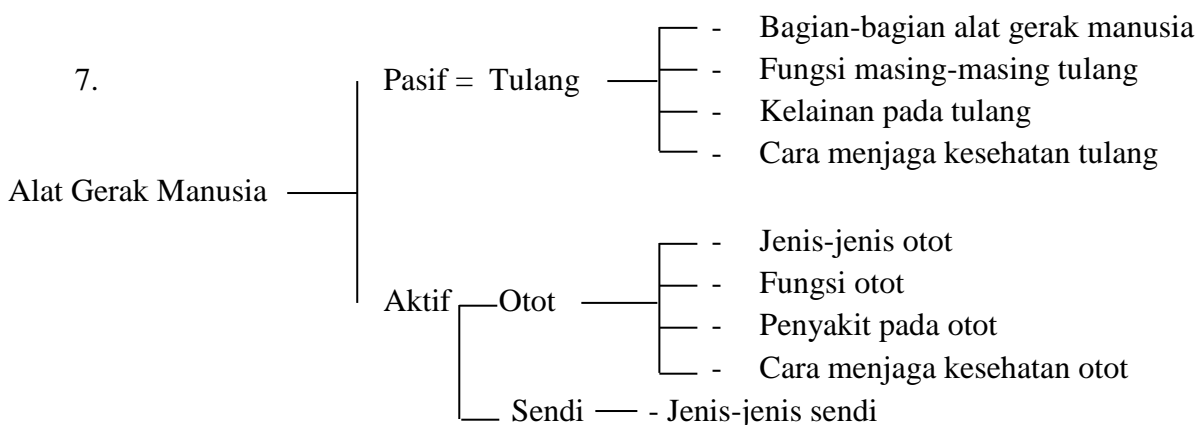 - Bagian-bagian alat gerak manusia
7. Pasif = Tulang - Fungsi masing-masing tulang
- Kelainan pada tulang
- Cara menjaga kesehatan tulang
Alat Gerak Manusia
- Jenis-jenis otot
Aktif Otot - Fungsi otot
- Penyakit pada otot
- Cara menjaga kesehatan otot
Sendi - Jenis-jenis sendi